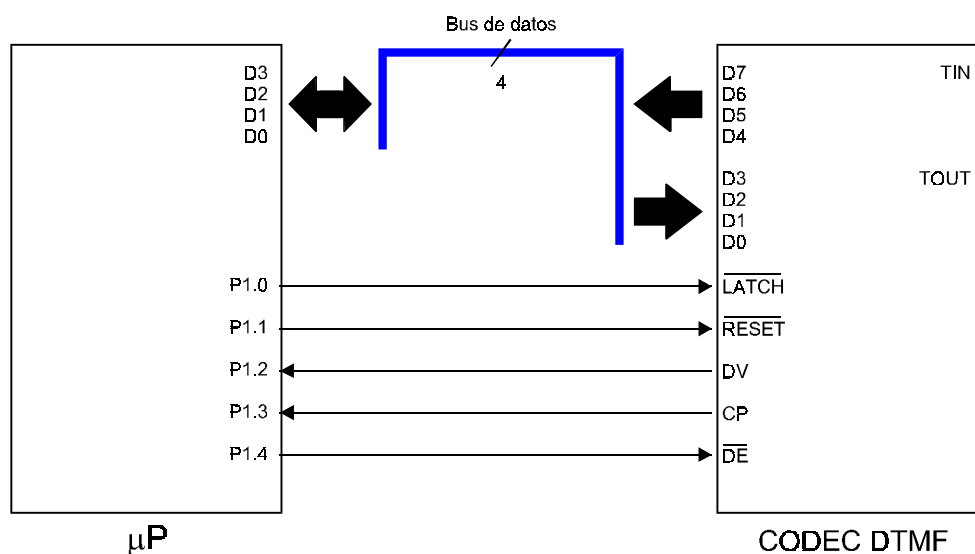 Bus de datos
4
D3
D2
D1
D0
D7
D6
D5
D4
TIN
D3
D2
D1
D0
TOUT
P1.0
LATCH
P1.1
RESET
P1.2
DV
P1.3
CP
P1.4
DE
μP
CODEC DTMF